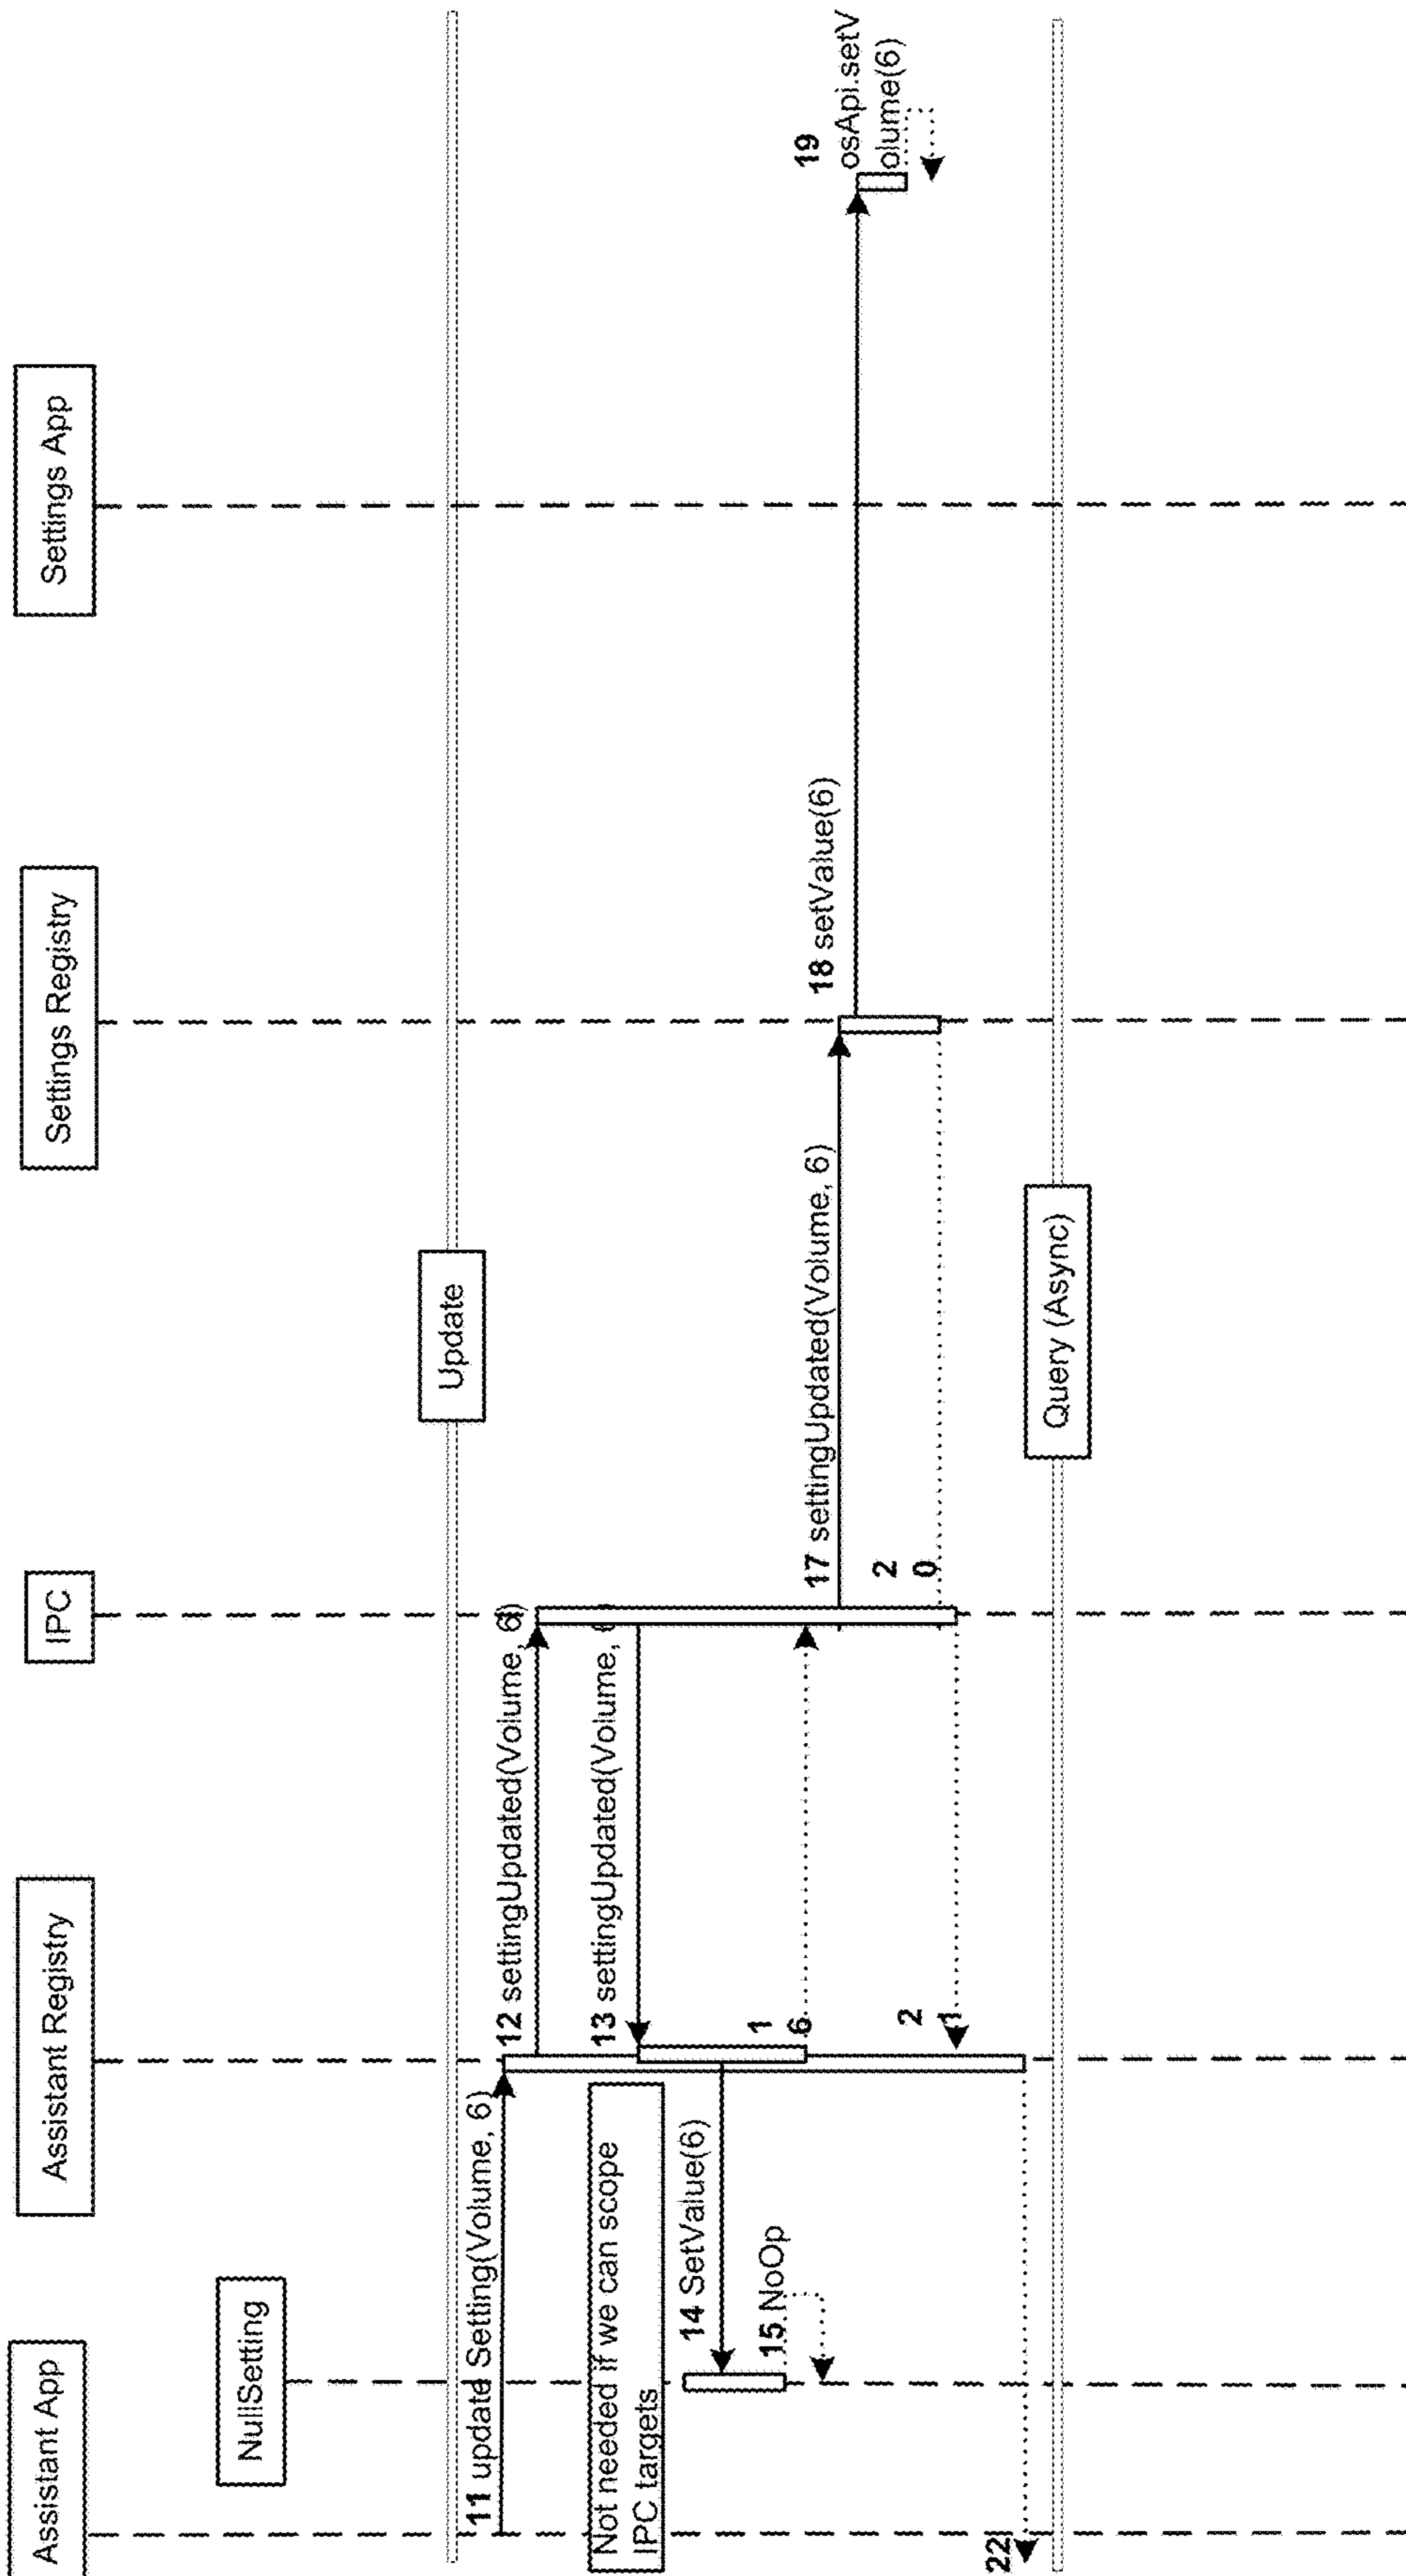 Assistant App
NullSetting
Assistant Registry
IPC
Settings Registry
Settings App
Update
11 update Setting(Volume, 6)
12 settingUpdated(Volume, 6)
Not needed if we can scope
IPC targets
13 settingUpdated(Volume, 6
14 SetValue(6)
15 NoOp
1
6
17 settingUpdated(Volume, 6)
18 setValue(6)
19
osApi.setV
olume(6)
2
0
2
1
22
Query (Async)